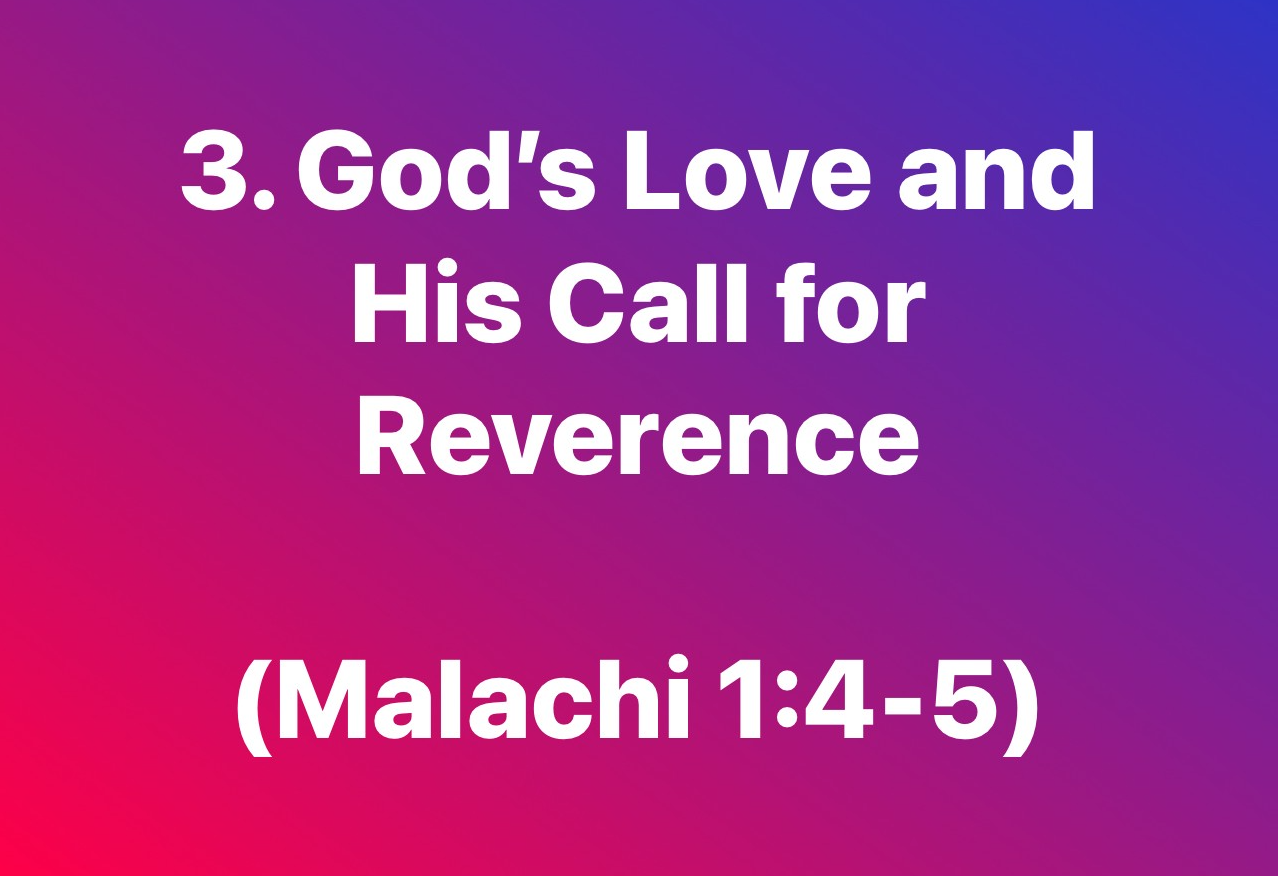 3. God’s Love and
His Call for
Reverence
(Malachi 1:4-5)